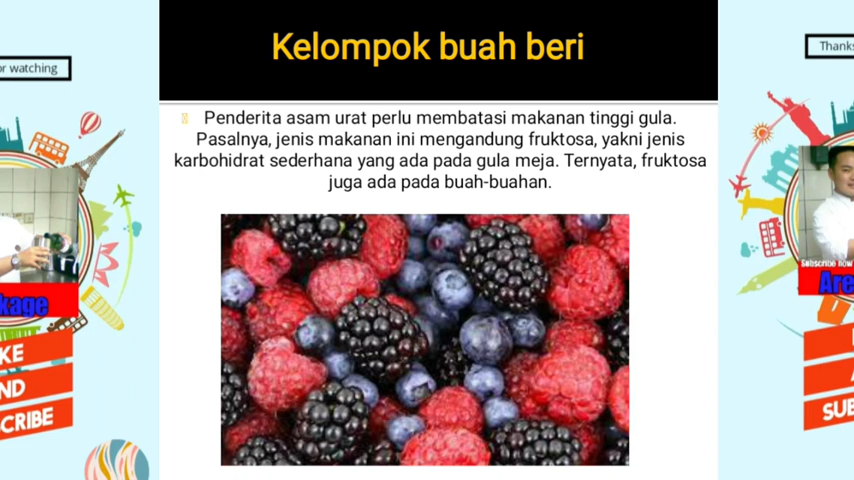 Kelompok buah beri
or watching
Thanks
Penderita asam urat perlu membatasi makanan tinggi gula.
Pasalnya, jenis makanan ini mengandung fruktosa, yakni jenis
karbohidrat sederhana yang ada pada gula meja. Ternyata, fruktosa
juga ada pada buah-buahan.
kage
KE
ND
CRIBE
Subscribe now
Are
SUB